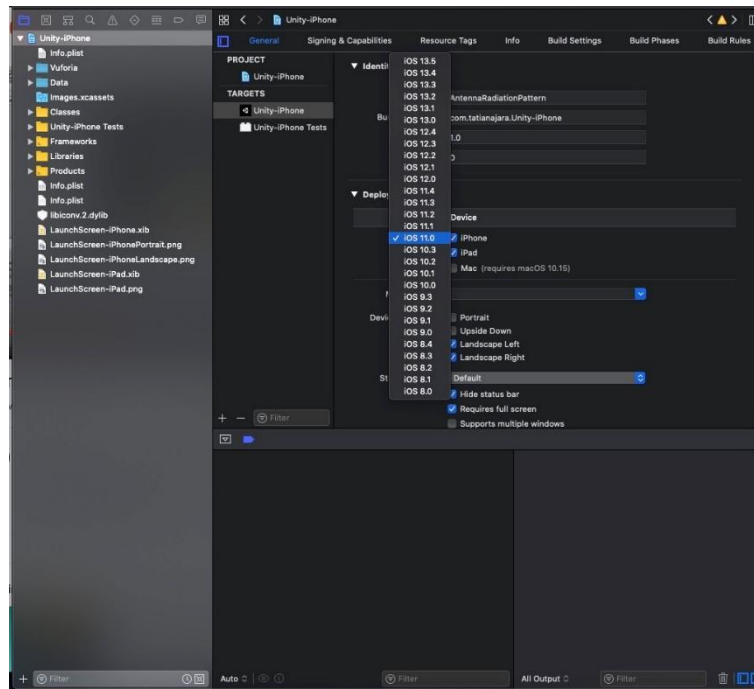 Unity-iPhone
General
Signing & Capabilities
Resource Tags
Info
Build Settings
Build Phases
Build Rules
Unity-iPhone
Info.plist
Vuforia
Data
Images.xcassets
Classes
Unity-iPhone Tests
Frameworks
Libraries
Products
Info.plist
Info.plist
libiconv.2.dylib
LaunchScreen-iPhone.xib
LaunchScreen-iPhonePortrait.png
LaunchScreen-iPhoneLandscape.png
LaunchScreen-iPad.xib
LaunchScreen-iPad.png
PROJECT
Unity-iPhone
TARGETS
Unity-iPhone
Unity-iPhone Tests
Filter
iOS 13.5
iOS 13.4
iOS 13.3
iOS 13.2
iOS 13.1
iOS 13.0
iOS 12.4
iOS 12.3
iOS 12.2
iOS 12.1
iOS 12.0
iOS 11.4
iOS 11.3
iOS 11.2
iOS 11.1
iOS 11.0
iOS 10.3
iOS 10.2
iOS 10.1
iOS 10.0
iOS 9.3
iOS 9.2
iOS 9.1
iOS 9.0
iOS 8.4
iOS 8.3
iOS 8.2
iOS 8.1
iOS 8.0
AntennaRadiationPattern
com.tatianajara.Unity-iPhone
1.0
0
Device
iPhone
iPad
Mac (requires macOS 10.15)
Portrait
Upside Down
Landscape Left
Landscape Right
Default
Hide status bar
Requires full screen
Supports multiple windows
Filter
Auto
Filter
All Output
Filter